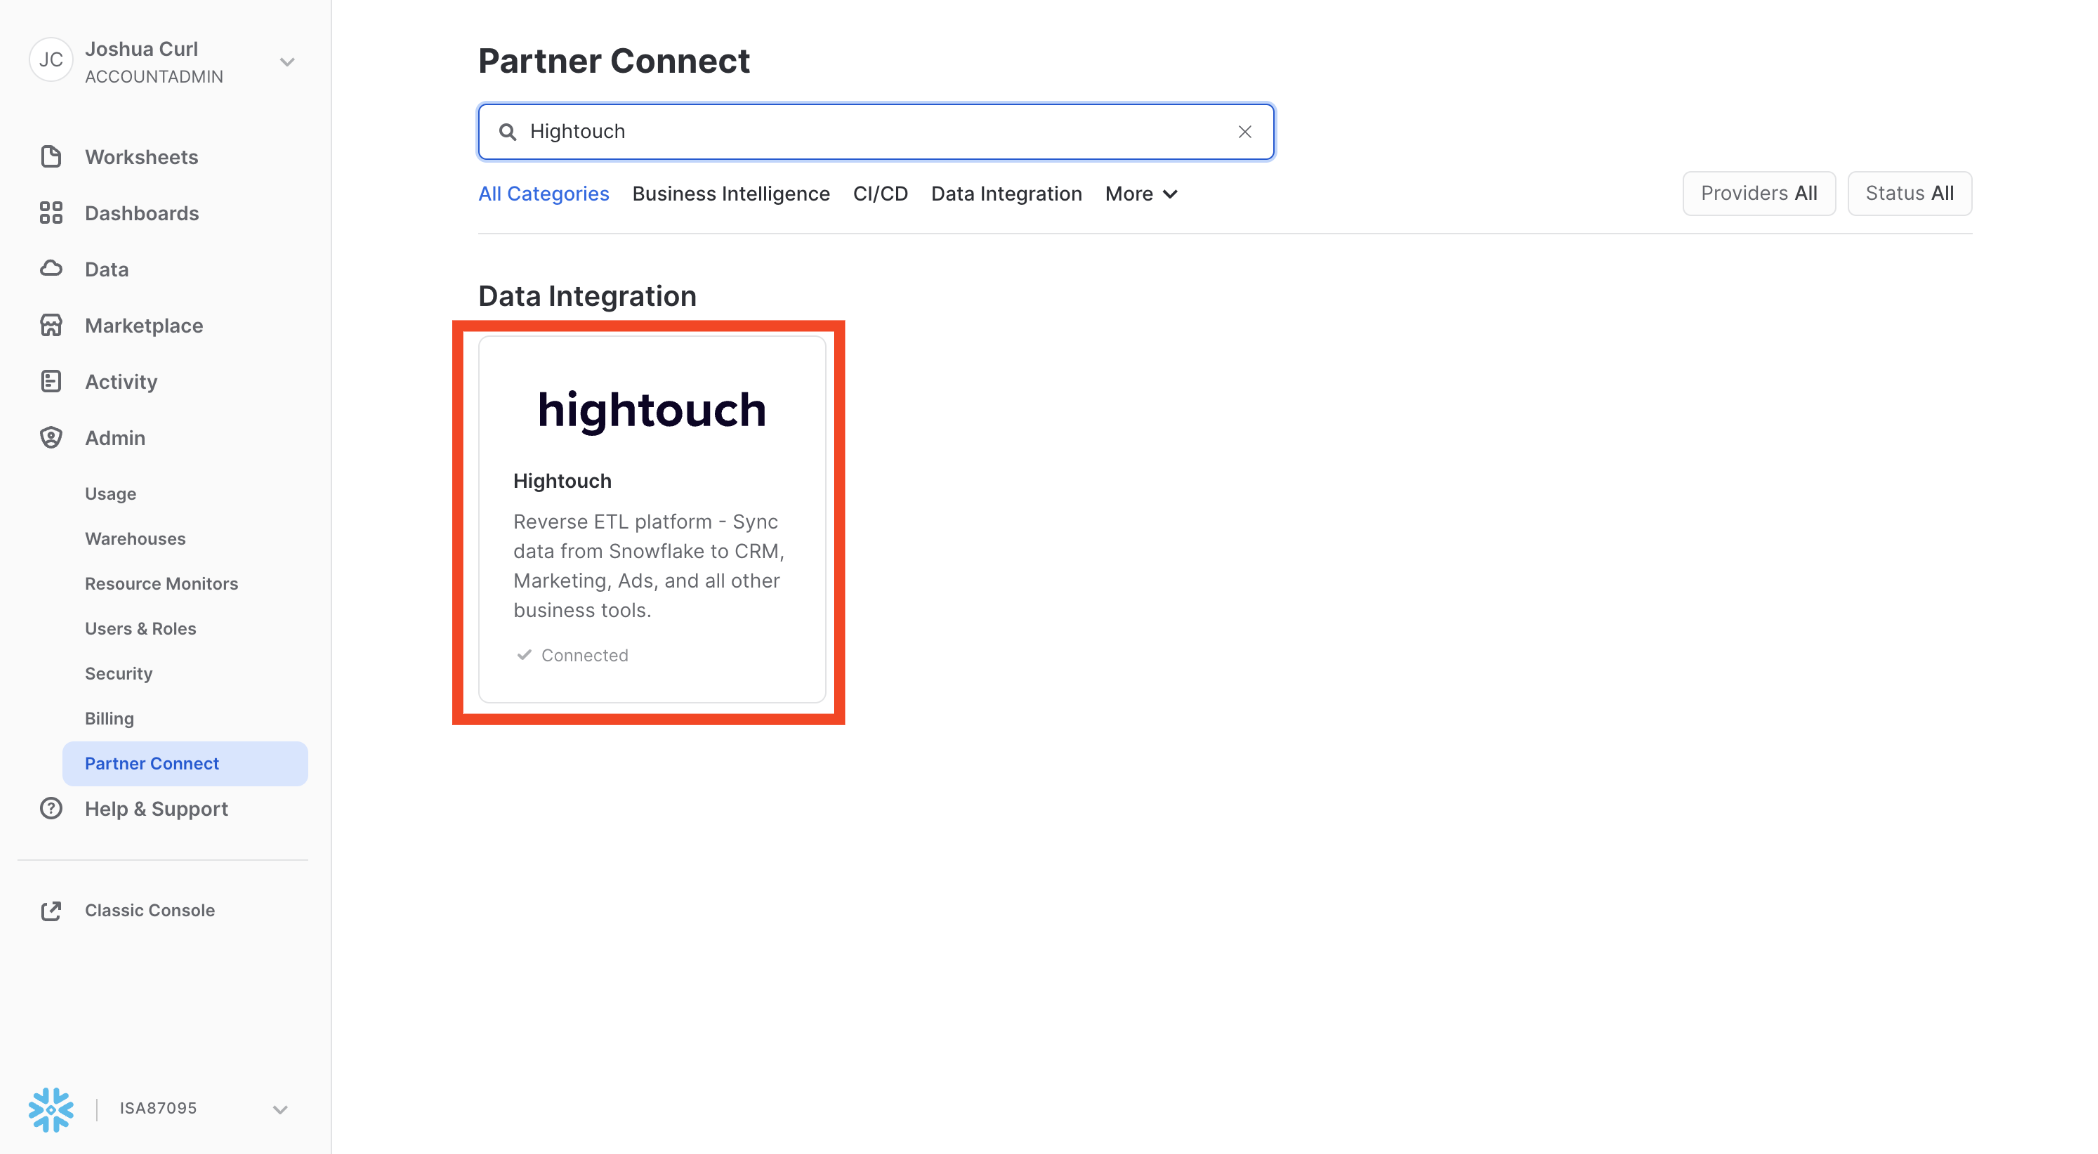 JC
Joshua Curl
ACCOUNTADMIN
Worksheets
Dashboards
Data
Marketplace
Activity
Admin
Usage
Warehouses
Resource Monitors
Users & Roles
Security
Billing
Partner Connect
Help & Support
Classic Console
ISA87095
Partner Connect
Hightouch
All Categories Business Intelligence CI/CD Data Integration More
Providers All Status All
Data Integration
hightouch
Hightouch
Reverse ETL platform - Sync
data from Snowflake to CRM,
Marketing, Ads, and all other
business tools.
Connected